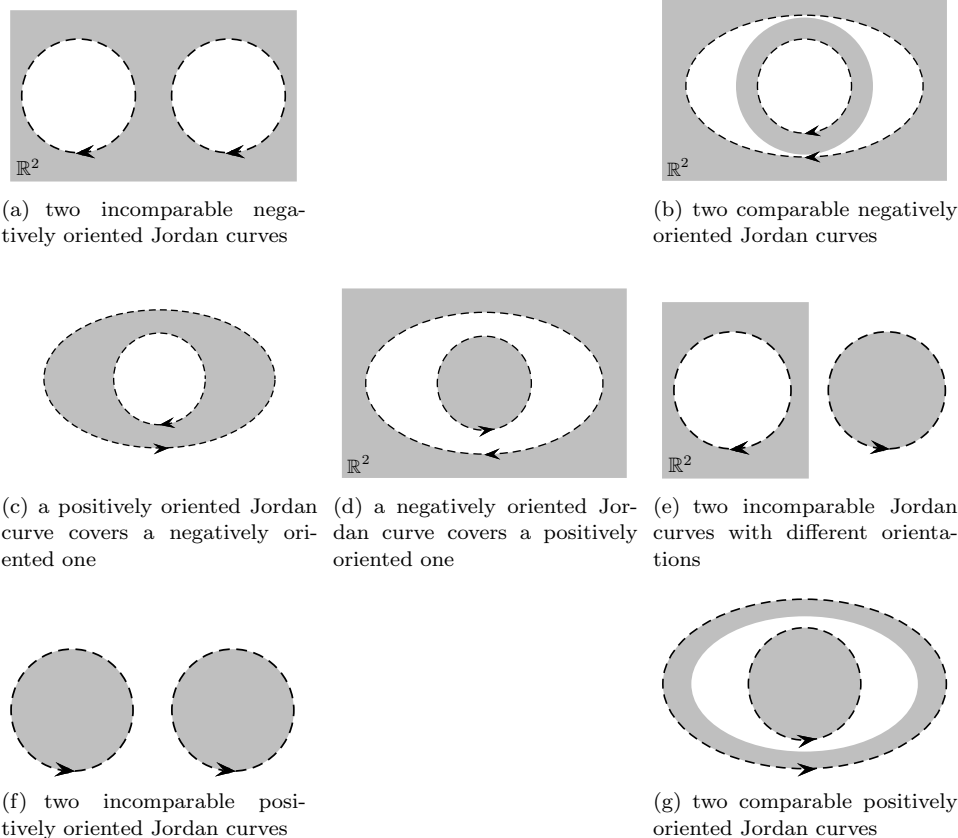 ℝ²
ℝ²
(a) two incomparable nega-
tively oriented Jordan curves
(b) two comparable negatively
oriented Jordan curves
ℝ²
ℝ²
(c) a positively oriented Jordan
curve covers a negatively ori-
ented one
(d) a negatively oriented Jor-
dan curve covers a positively
oriented one
(e) two incomparable Jordan
curves with different orienta-
tions
(f) two incomparable posi-
tively oriented Jordan curves
(g) two comparable positively
oriented Jordan curves